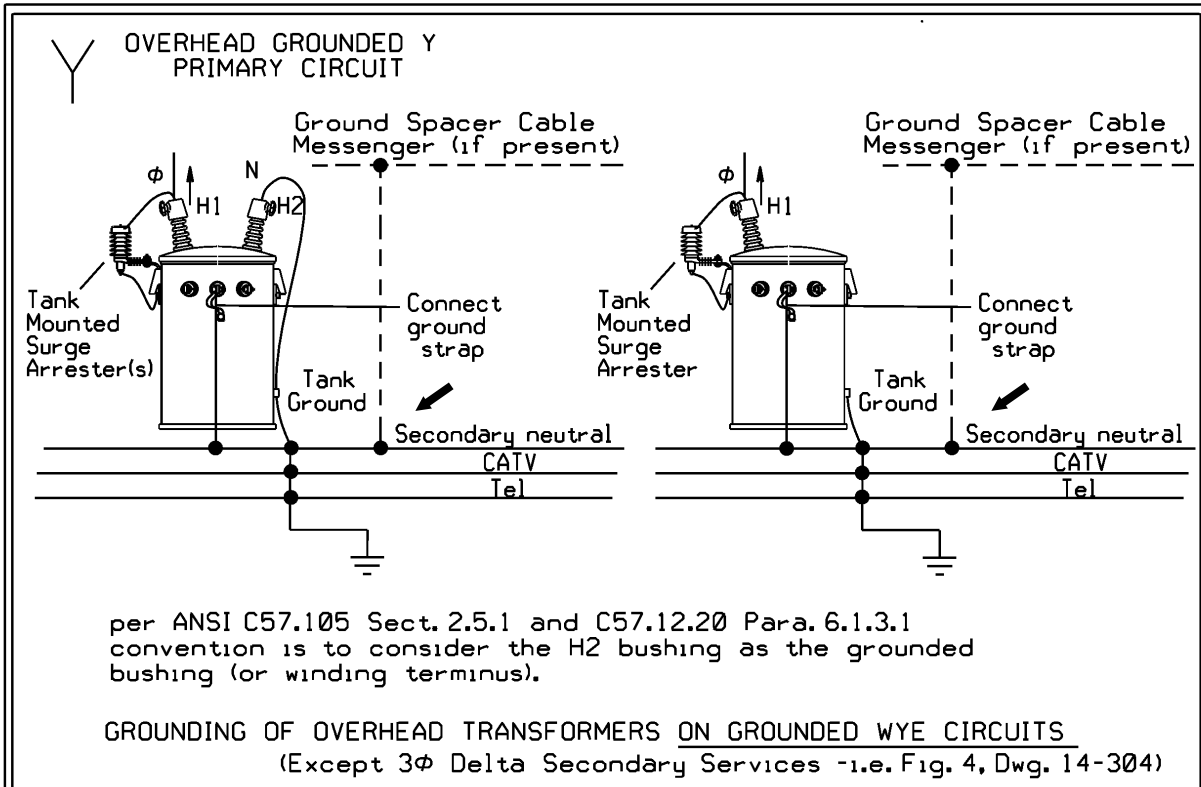 OVERHEAD GROUNDED Y
PRIMARY CIRCUIT
Ground Spacer Cable
Messenger (if present)
Φ
N
H1
H2
Tank
Mounted
Surge
Arrester(s)
Connect
ground
strap
Tank
Ground
Secondary neutral
CATV
Tel
Ground Spacer Cable
Messenger (if present)
Φ
H1
Tank
Mounted
Surge
Arrester
Connect
ground
strap
Tank
Ground
Secondary neutral
CATV
Tel
per ANSI C57.105 Sect. 2.5.1 and C57.12.20 Para. 6.1.3.1
convention is to consider the H2 bushing as the grounded
bushing (or winding terminus).
GROUNDING OF OVERHEAD TRANSFORMERS ON GROUNDED WYE CIRCUITS
(Except 3Φ Delta Secondary Services -i.e. Fig. 4, Dwg. 14-304)